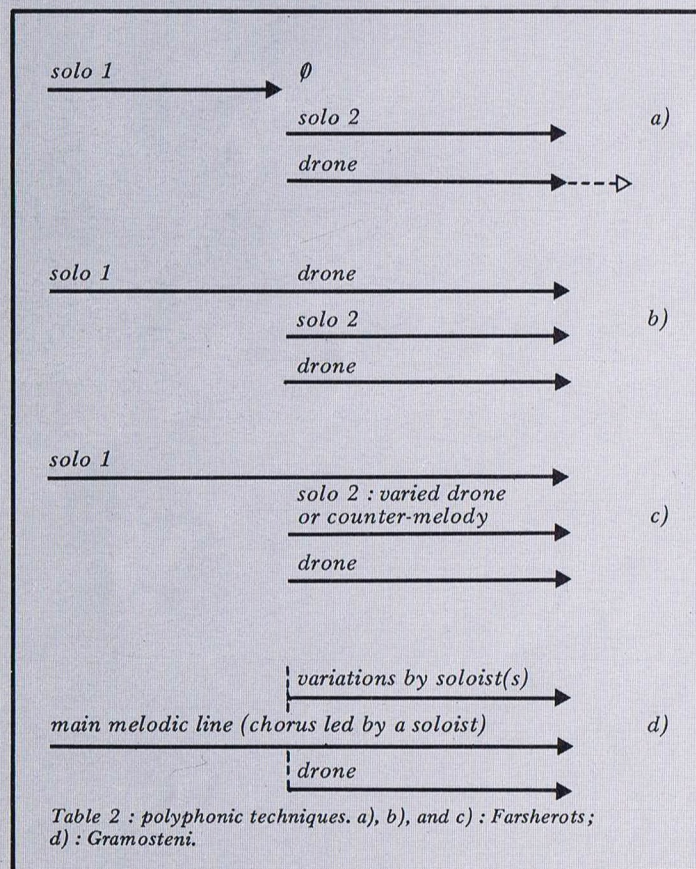 solo 1 ø
solo 2 a)
drone
solo 1 drone
solo 2 b)
drone
solo 1
solo 2 : varied drone
or counter-melody c)
drone
variations by soloist(s)
main melodic line (chorus led by a soloist) d)
drone
Table 2 : polyphonic techniques. a), b), and c) : Farsherots;
d) : Gramosteni.